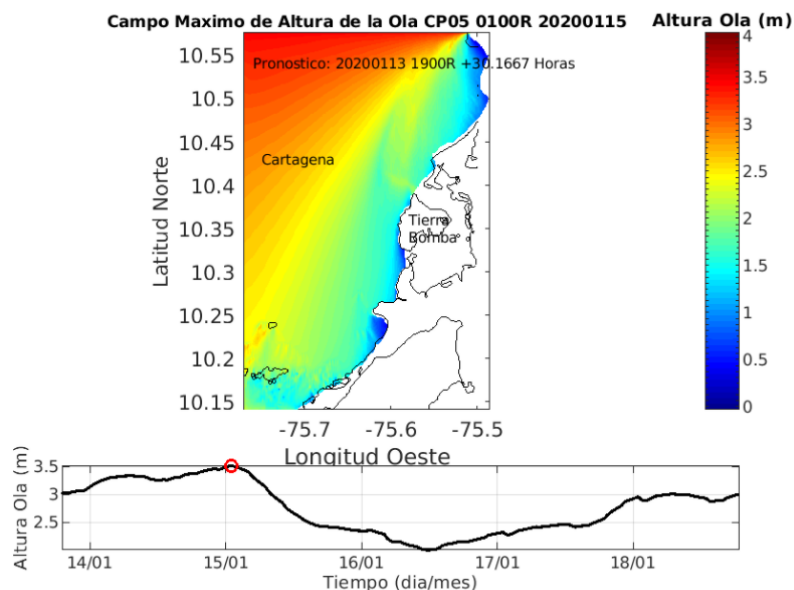 Campo Maximo de Altura de la Ola CP05 0100R 20200115
Altura Ola (m)
Pronostico: 20200113 1900R +30.1667 Horas
Cartagena
Tierra
Bomba
Latitud Norte
10.55
10.5
10.45
10.4
10.35
10.3
10.25
10.2
10.15
-75.7
-75.6
-75.5
Longitud Oeste
4
3.5
3
2.5
2
1.5
1
0.5
0
Altura Ola (m)
3.5
3
2.5
14/01
15/01
16/01
17/01
18/01
Tiempo (dia/mes)